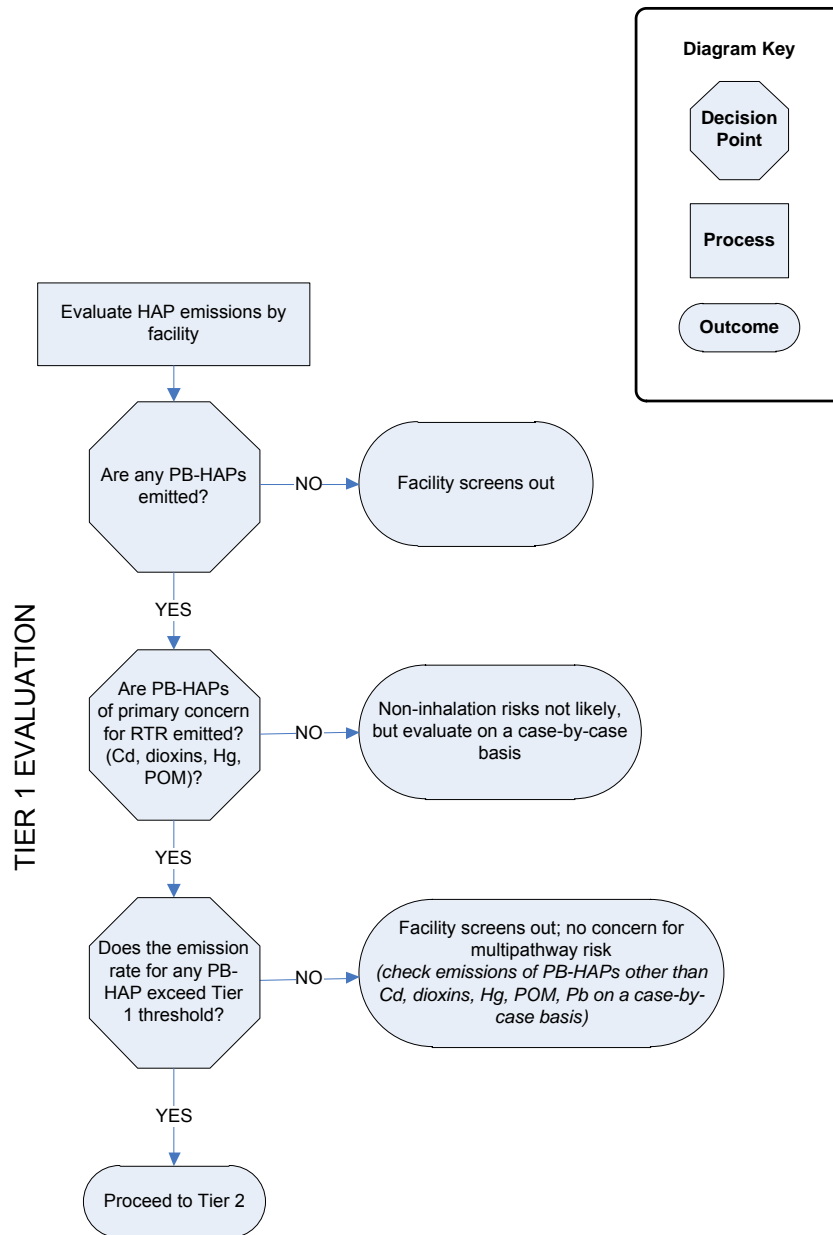 Diagram Key
Decision
Point
Process
Outcome
Evaluate HAP emissions by
facility
Are any PB-HAPs
emitted?
NO
Facility screens out
YES
TIER 1 EVALUATION
Are PB-HAPs
of primary concern
for RTR emitted?
(Cd, dioxins, Hg,
POM)?
NO
Non-inhalation risks not likely,
but evaluate on a case-by-case
basis
YES
Does the emission
rate for any PB-
HAP exceed Tier
1 threshold?
NO
Facility screens out; no concern for
multipathway risk
(check emissions of PB-HAPs other than
Cd, dioxins, Hg, POM, Pb on a case-by-
case basis)
YES
Proceed to Tier 2